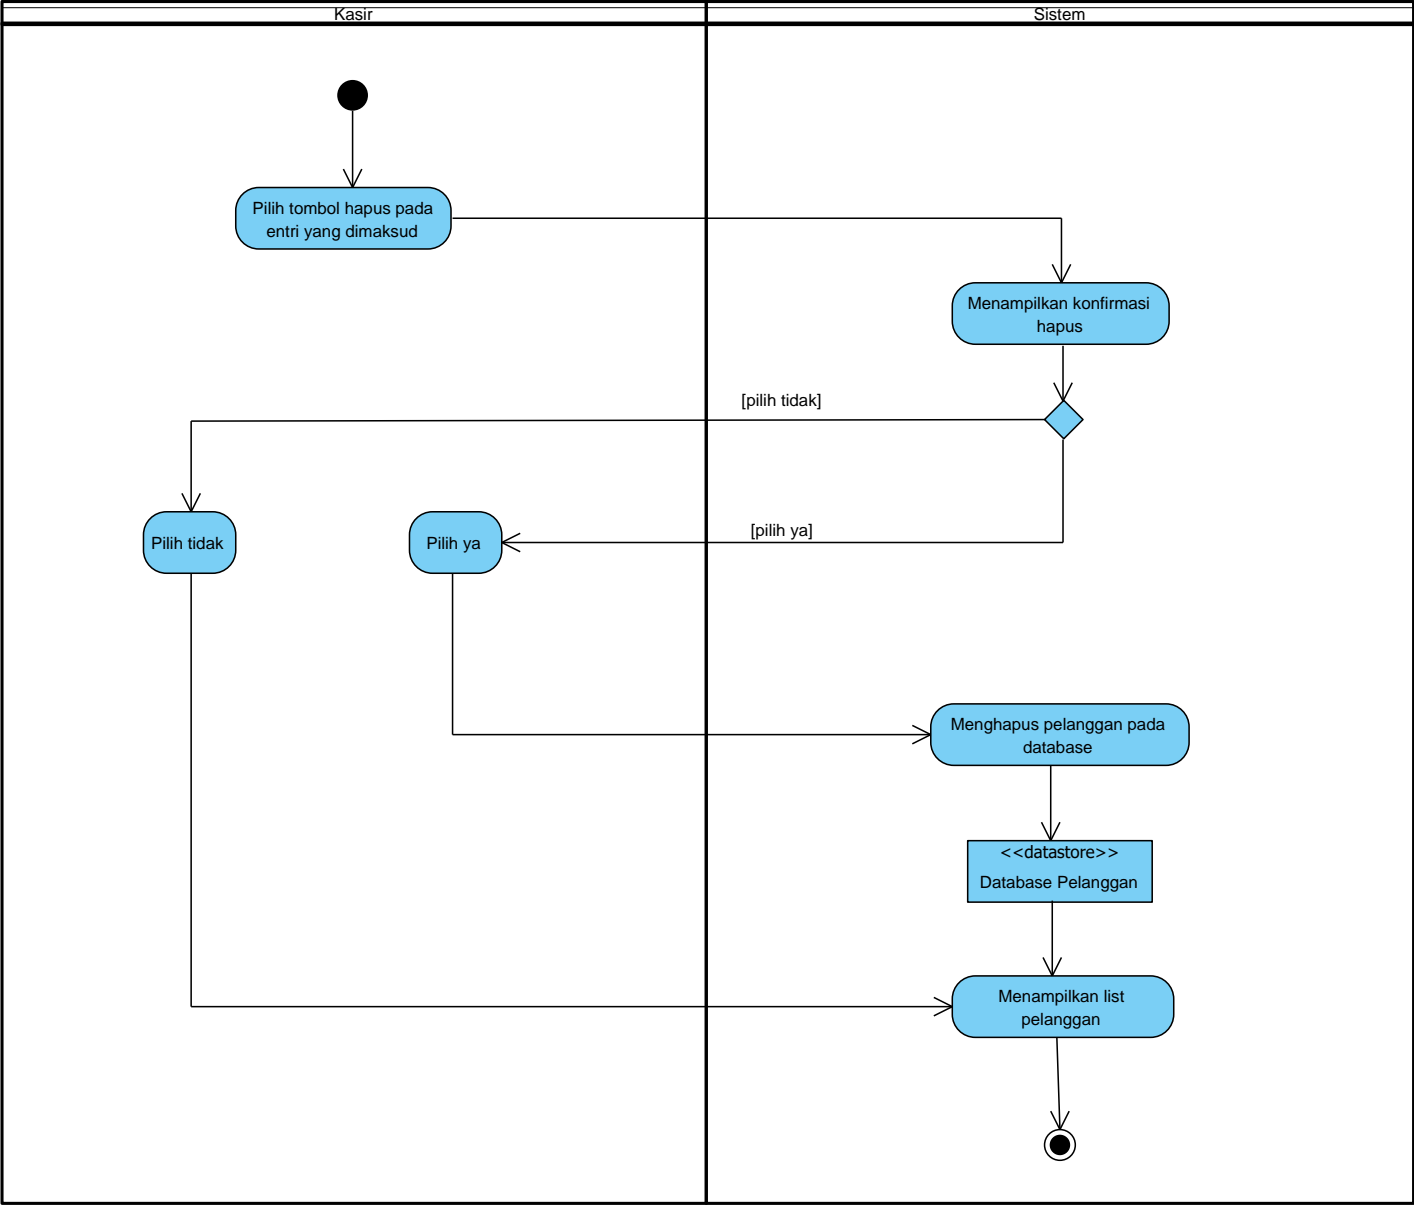 Kasir
Sistem
Pilih tombol hapus pada
entri yang dimaksud
Menampilkan konfirmasi
hapus
[pilih tidak]
[pilih ya]
Pilih tidak
Pilih ya
Menghapus pelanggan pada
database
<<datastore>>
Database Pelanggan
Menampilkan list
pelanggan